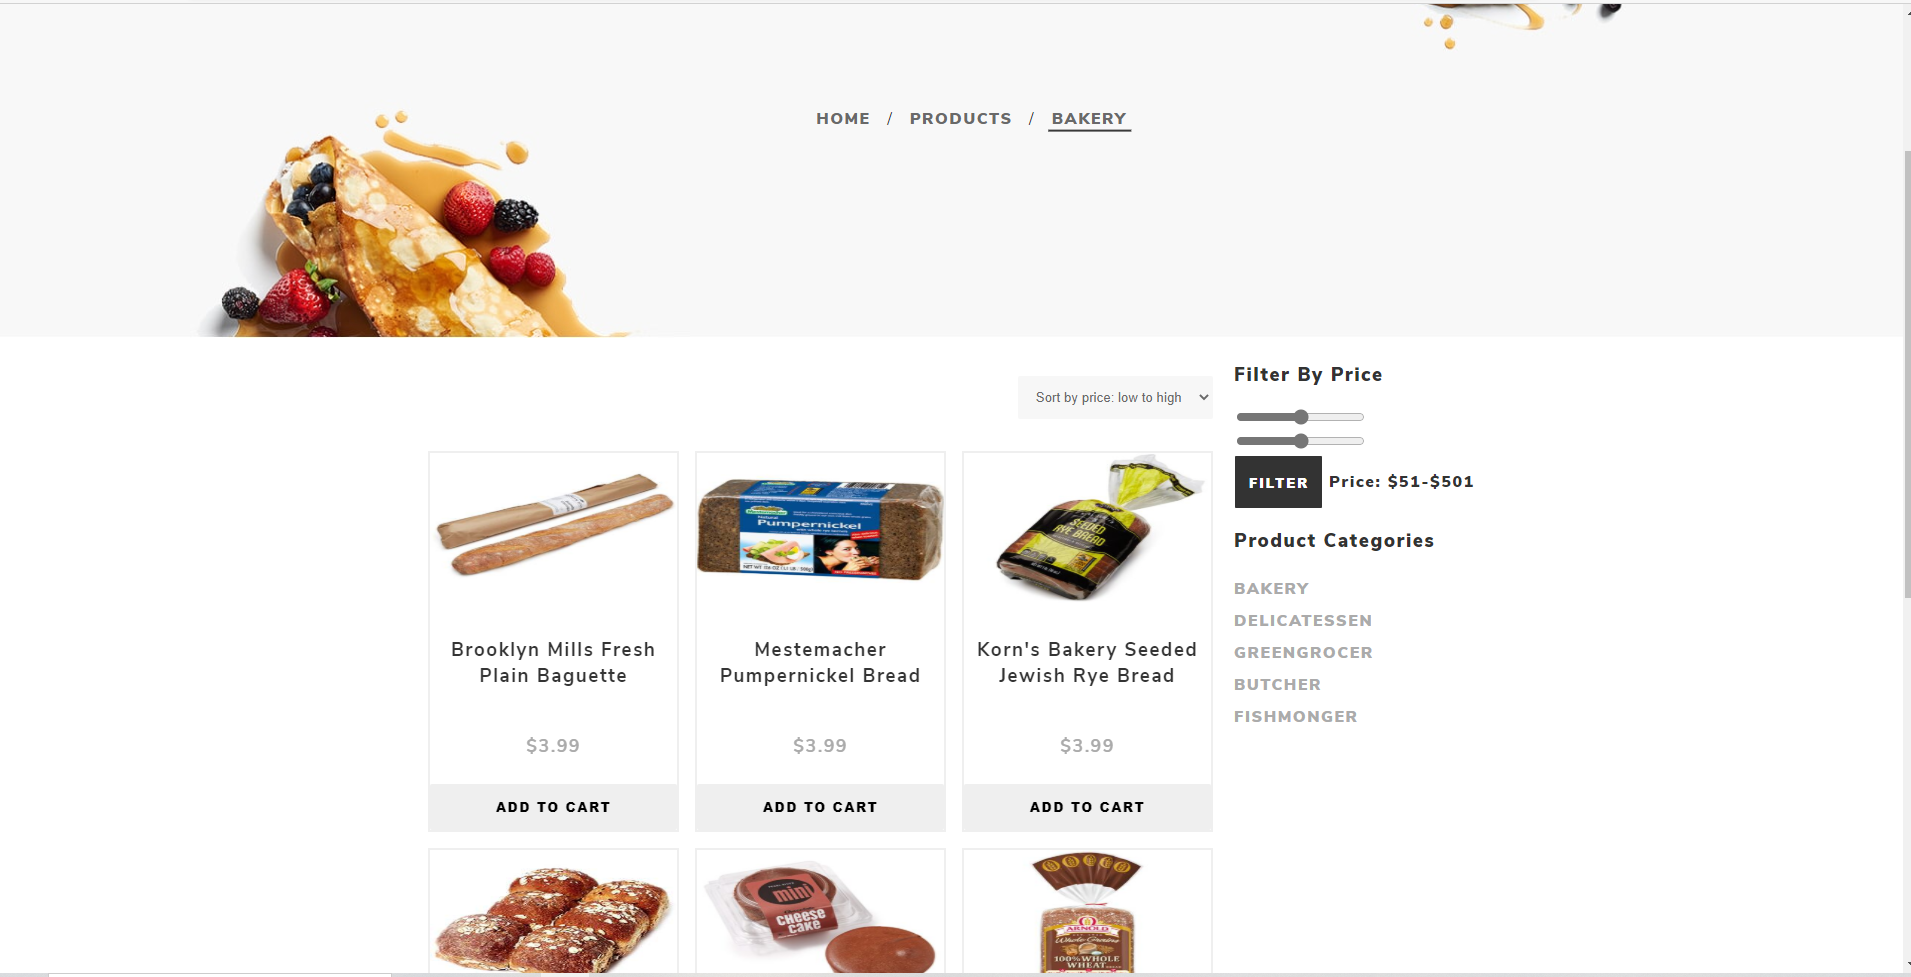 HOME / PRODUCTS / BAKERY
Sort by price: low to high
Filter By Price
FILTER Price: $51-$501
Product Categories
BAKERY
DELICATESSEN
GREENGROCER
BUTCHER
FISHMONGER
Natural
Pumpernickel
SEEDED
RYE BREAD
Brooklyn Mills Fresh
Plain Baguette
Mestemacher
Pumpernickel Bread
Korn's Bakery Seeded
Jewish Rye Bread
$3.99
$3.99
$3.99
ADD TO CART
ADD TO CART
ADD TO CART
mini
CHEESE
CAKE
ARNOLD
Whole Grains
100% WHOLE
WHEAT